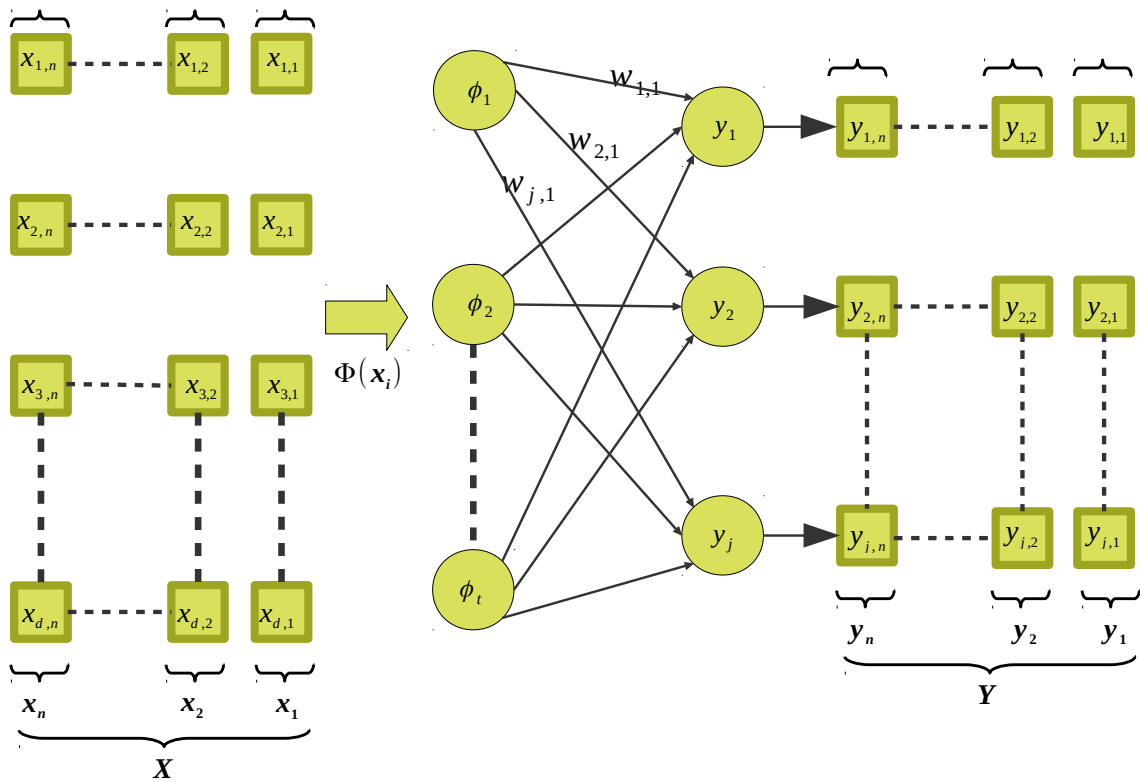 x1,n x1,2 x1,1
ϕ1 w1,1 y1 y1,n y1,2 y1,1
w2,1
wj,1
x2,n x2,2 x2,1
ϕ2 y2 y2,n y2,2 y2,1
Φ(xi)
x3,n x3,2 x3,1
yj yj,n yj,2 yj,1
ϕt
xd,n xd,2 xd,1
yn y2 y1
xn x2 x1
Y
X